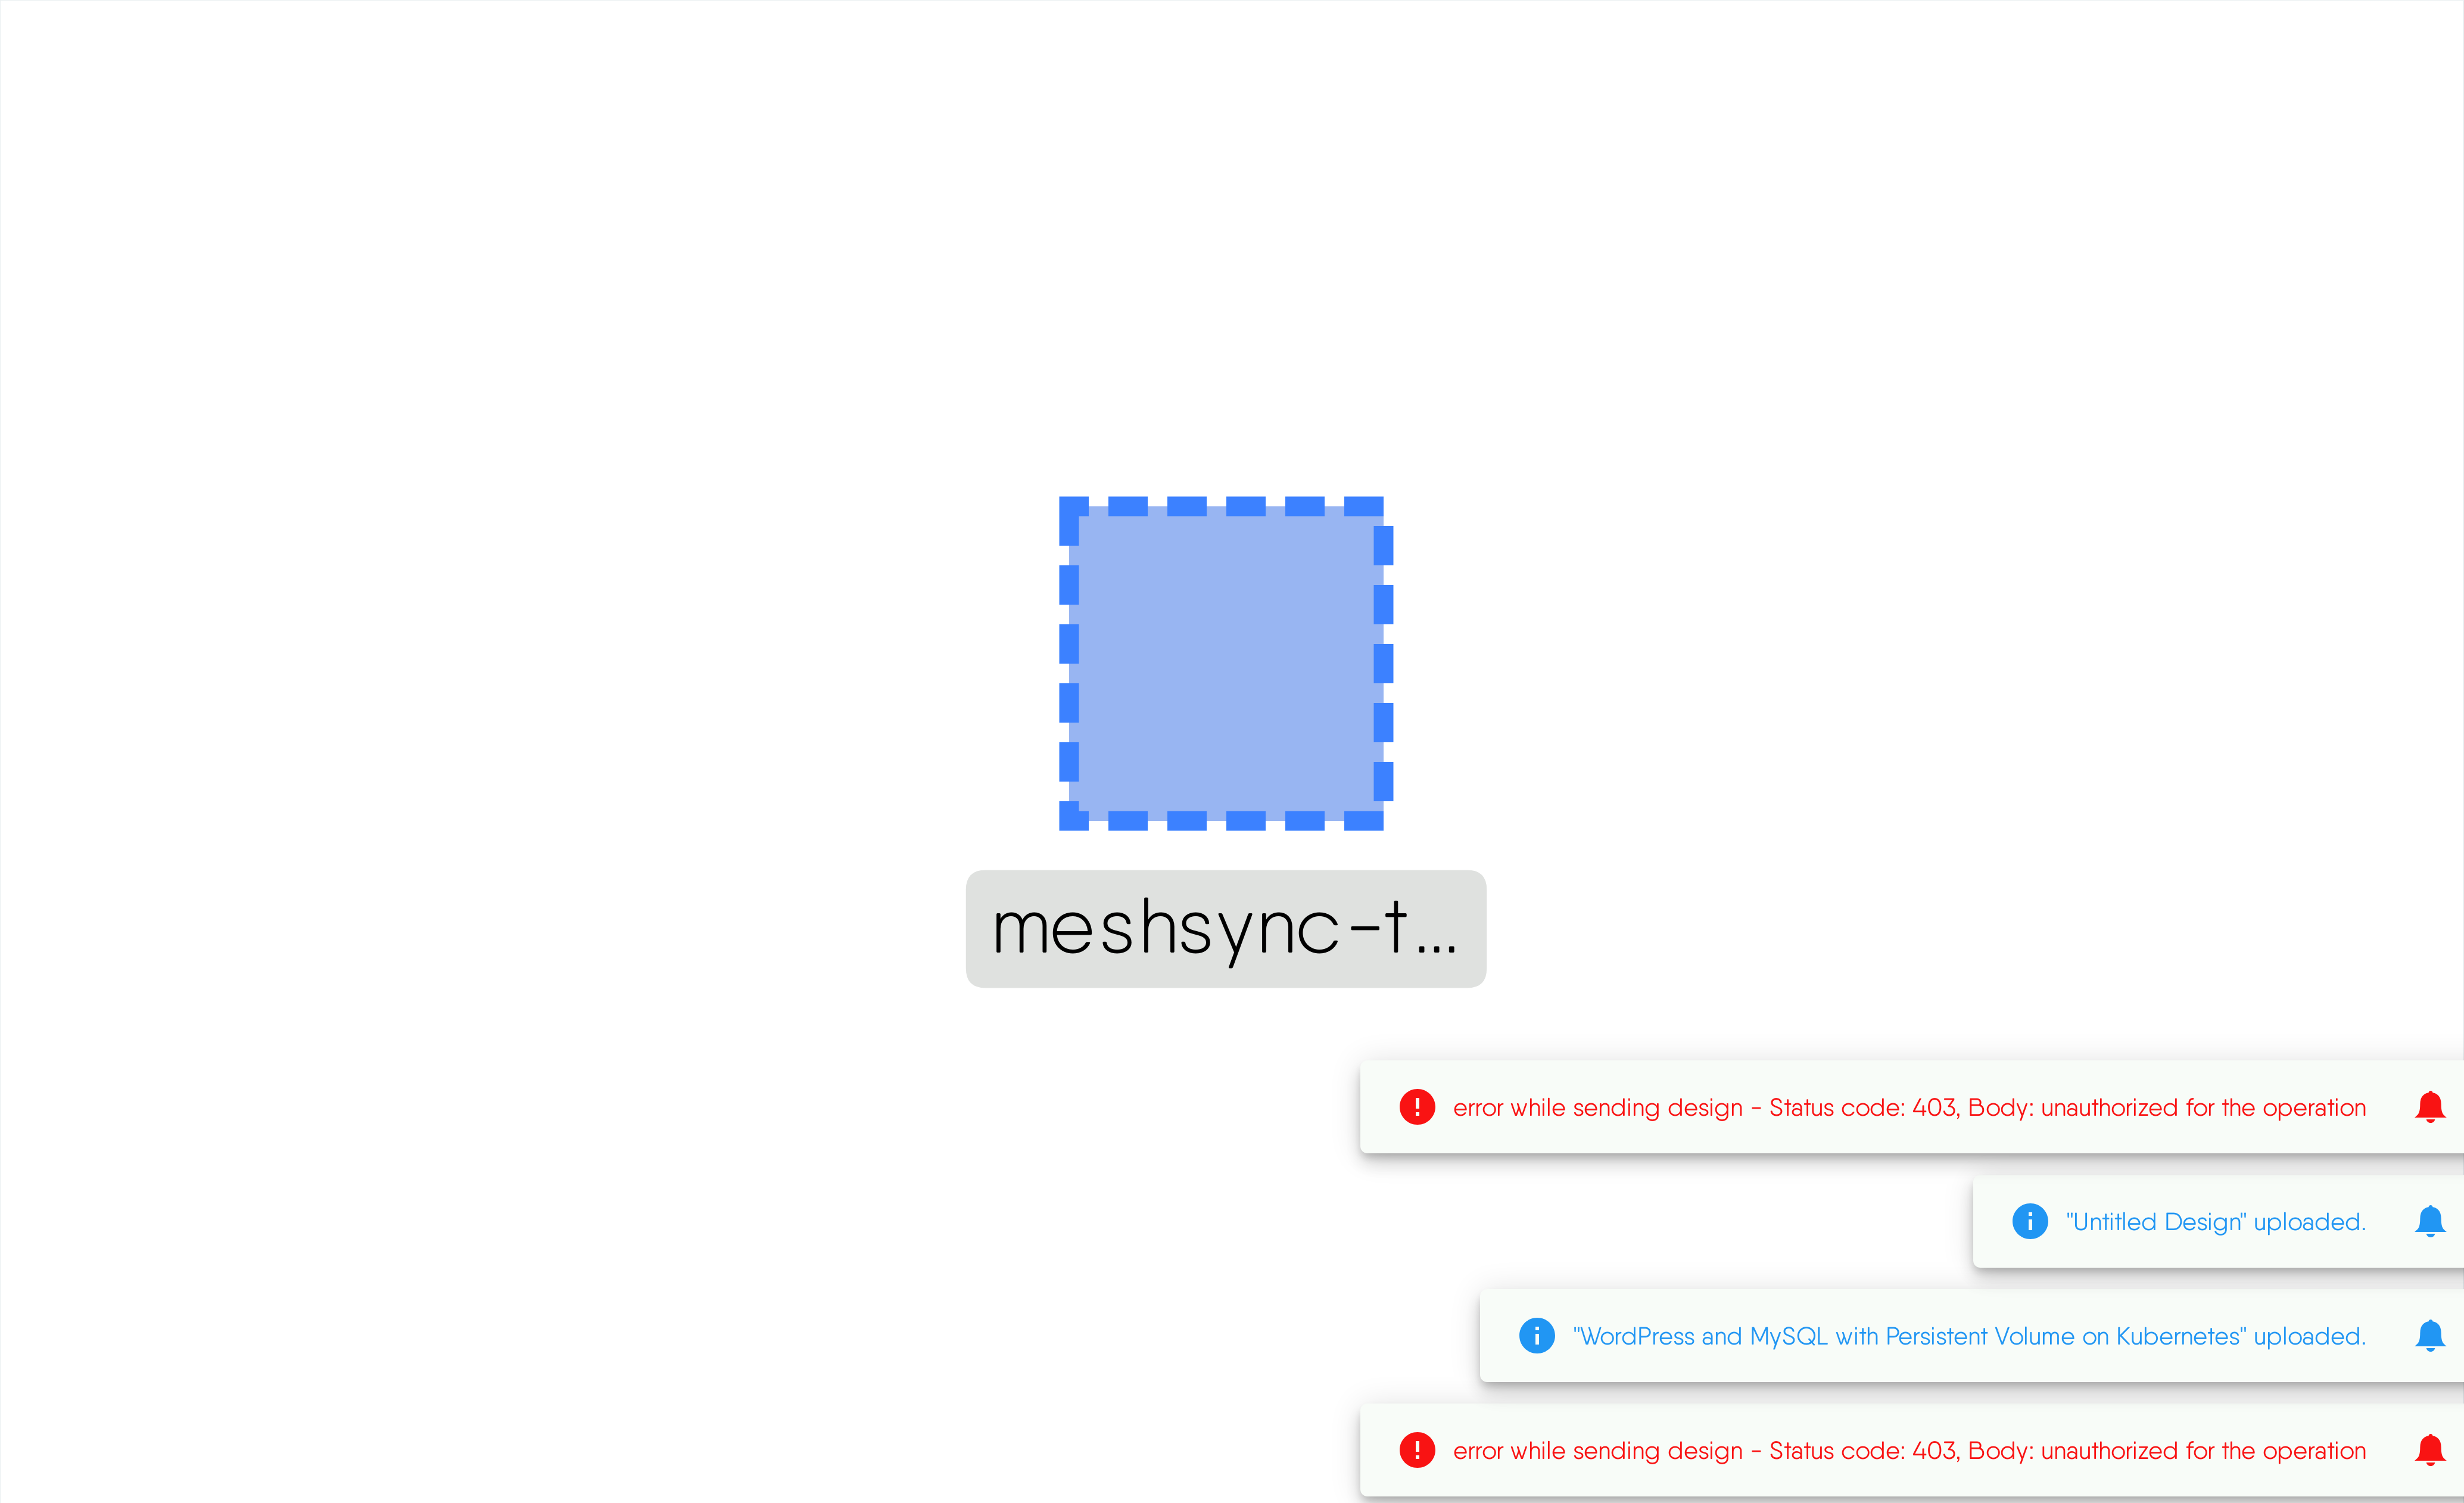 meshsync-t...
error while sending design - Status code: 403, Body: unauthorized for the operation
"Untitled Design" uploaded.
"WordPress and MySQL with Persistent Volume on Kubernetes" uploaded.
error while sending design - Status code: 403, Body: unauthorized for the operation